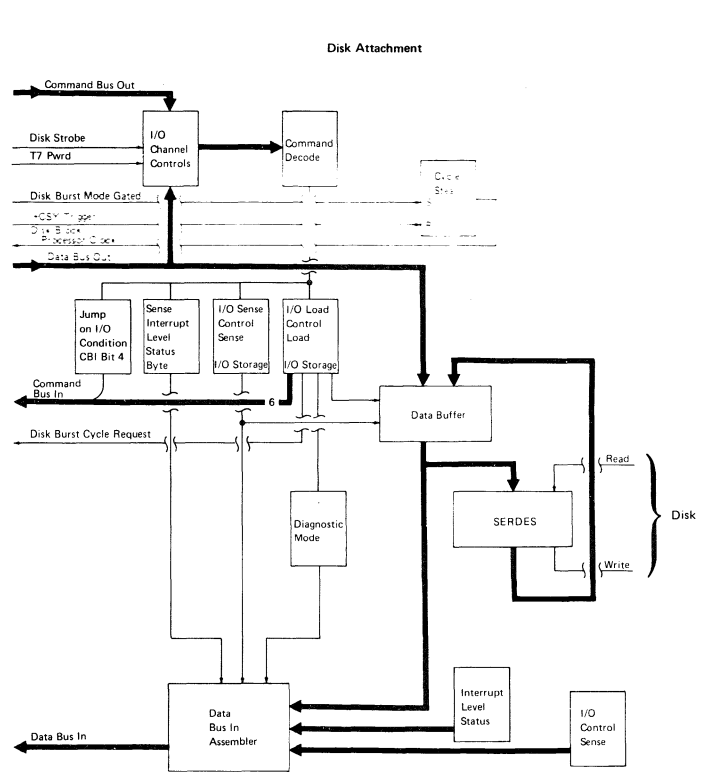 Disk Attachment
Command Bus Out
I/O
Channel
Controls
Command
Decode
Disk Strobe
T7 Pwrd
Disk Burst Mode Gated
Processor Clock
Data Bus Out
Jump
on I/O
Condition
CBI Bit 4
Sense
Interrupt
Level
Status
Byte
I/O Sense
Control
Sense
I/O Storage
I/O Load
Control
Load
I/O Storage
Command
Bus In
6
Data Buffer
Disk Burst Cycle Request
Read
SERDES
Disk
Diagnostic
Mode
Write
Data
Bus In
Assembler
Interrupt
Level
Status
I/O
Control
Sense
Data Bus In